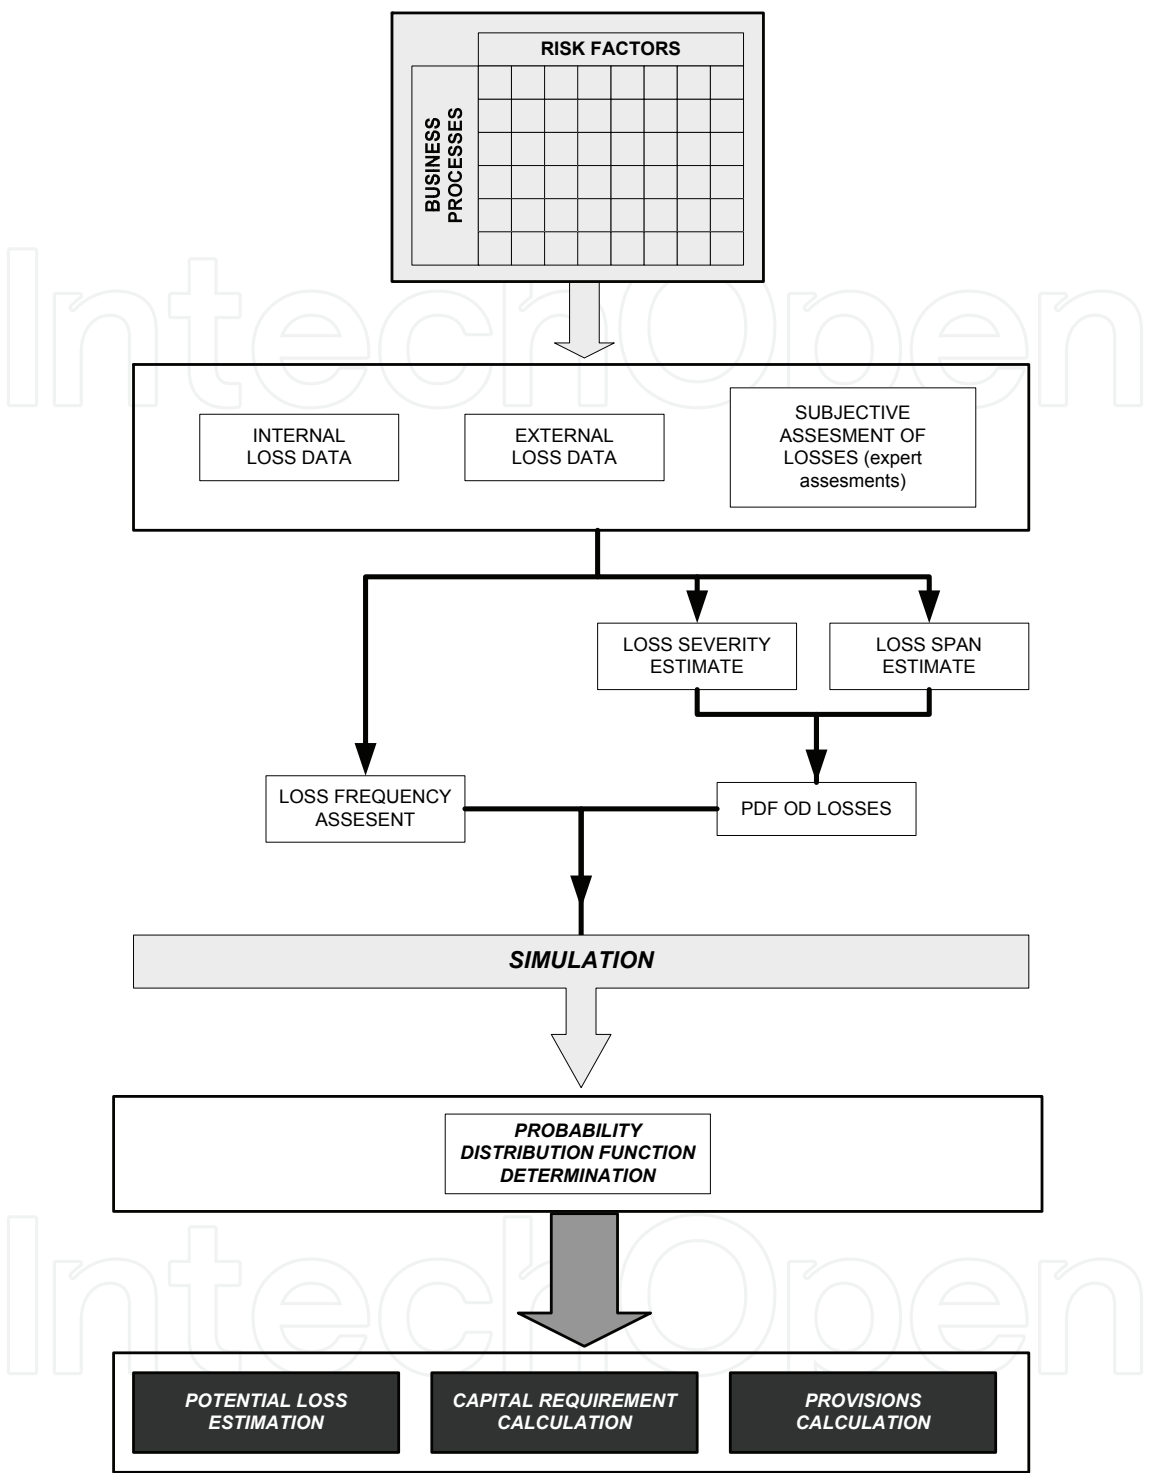 RISK FACTORS
BUSINESS
PROCESSES
INTERNAL
LOSS DATA
EXTERNAL
LOSS DATA
SUBJECTIVE
ASSESMENT OF
LOSSES (expert
assesments)
LOSS SEVERITY
ESTIMATE
LOSS SPAN
ESTIMATE
LOSS FREQUENCY
ASSESENT
PDF OD LOSSES
SIMULATION
PROBABILITY
DISTRIBUTION FUNCTION
DETERMINATION
POTENTIAL LOSS
ESTIMATION
CAPITAL REQUIREMENT
CALCULATION
PROVISIONS
CALCULATION
IntechOpen
IntechOpen